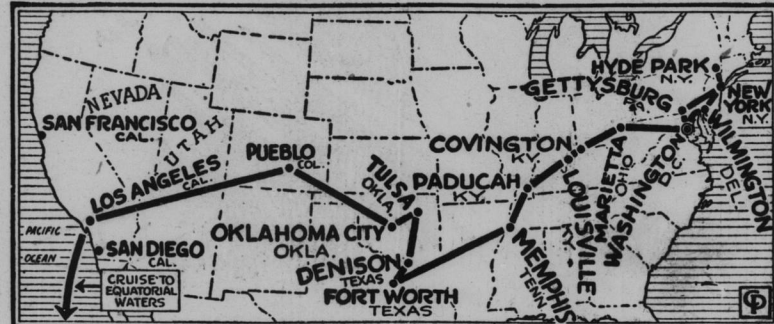 HYDE PARK
N.Y.
GETTYSBURG
PA.
NEW
YORK
N.Y.
NEVADA
SAN FRANCISCO
CAL.
UTAH
PUEBLO
COL.
COVINGTON
KY.
WILMINGTON
DEL.
LOS ANGELES
CAL.
TULSA
OKLA.
PADUCAH
KY.
LOUISVILLE
KY.
MARIETTA
OHIO
WASHINGTON
D.C.
PACIFIC
OCEAN
SAN DIEGO
CAL.
OKLAHOMA CITY
OKLA.
DENISON
TEXAS
MEMPHIS
TENN.
CRUISE TO
EQUATORIAL
WATERS
FORT WORTH
TEXAS
CP